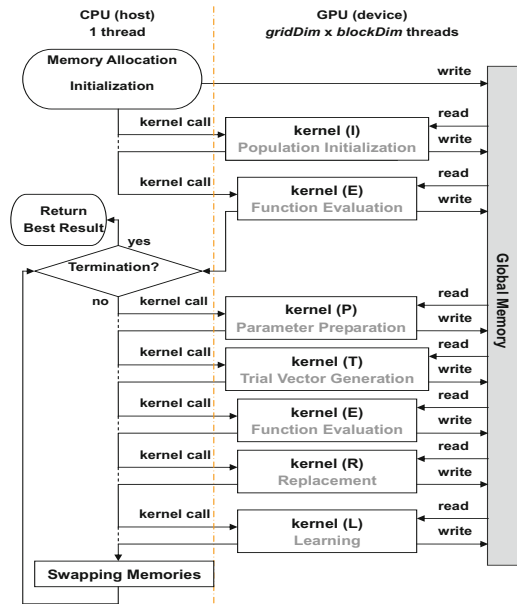 CPU (host)
1 thread
GPU (device)
gridDim x blockDim threads
Memory Allocation
Initialization
write
kernel call
kernel (I)
Population Initialization
read
write
kernel call
kernel (E)
Function Evaluation
read
write
Return
Best Result
yes
Termination?
no
Global Memory
kernel call
kernel (P)
Parameter Preparation
read
write
kernel call
kernel (T)
Trial Vector Generation
read
write
kernel call
kernel (E)
Function Evaluation
read
write
kernel call
kernel (R)
Replacement
read
write
kernel call
kernel (L)
Learning
read
write
Swapping Memories